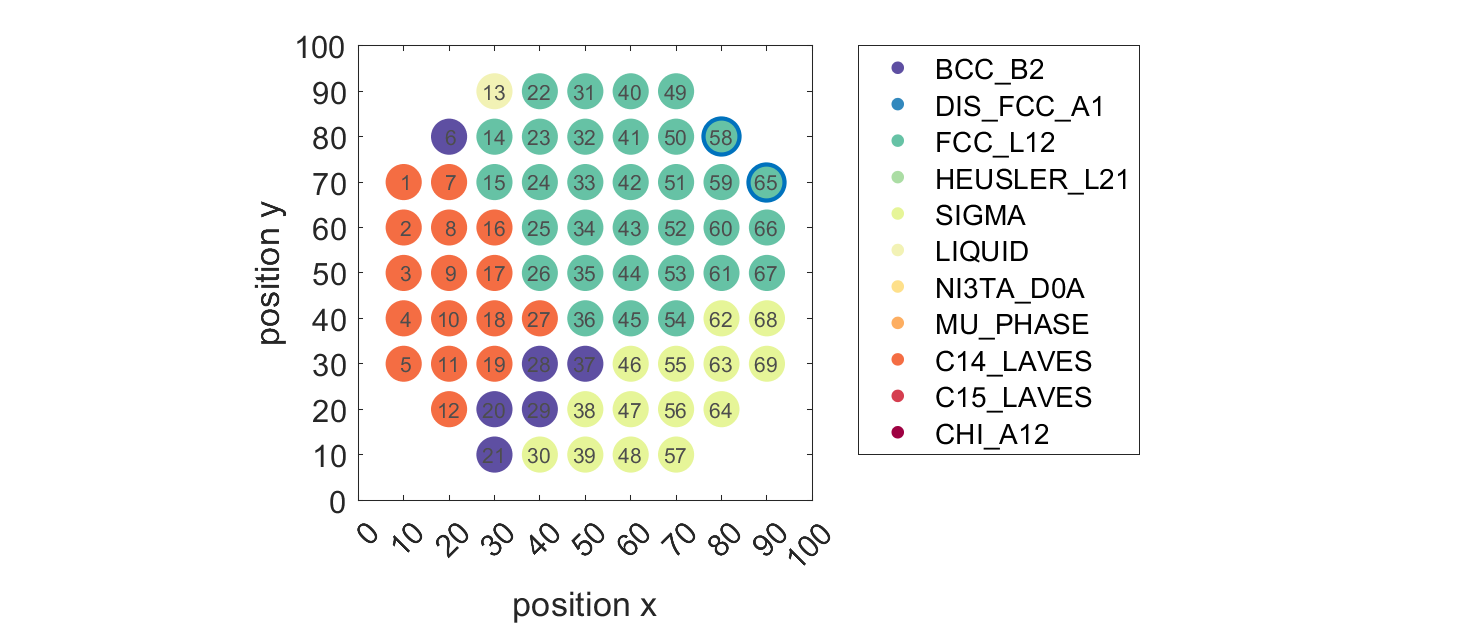 100
90
80
70
60
50
40
30
20
10
0
position y
13 22 31 40 49
6 14 23 32 41 50 58
1 7 15 24 33 42 51 59 65
2 8 16 25 34 43 52 60 66
3 9 17 26 35 44 53 61 67
4 10 18 27 36 45 54 62 68
5 11 19 28 37 46 55 63 69
12 20 29 38 47 56 64
21 30 39 48 57
0 10 20 30 40 50 60 70 80 90 100
position x
BCC_B2
DIS_FCC_A1
FCC_L12
HEUSLER_L21
SIGMA
LIQUID
NI3TA_D0A
MU_PHASE
C14_LAVES
C15_LAVES
CHI_A12